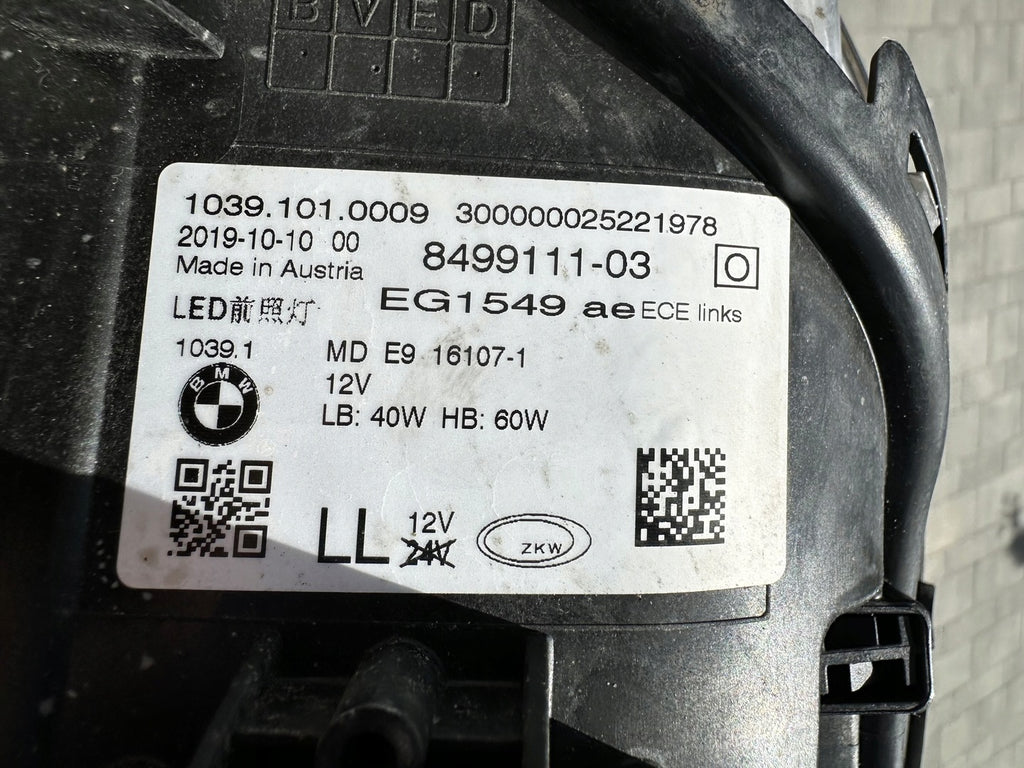 B V E D
1039.101.0009 300000025221978
2019-10-10 00
8499111-03 O
Made in Austria
LED前照灯
EG1549 ae ECE links
1039.1
MD E9 16107-1
BMW
12V
LB: 40W HB: 60W
LL
12V
24V
ZKW